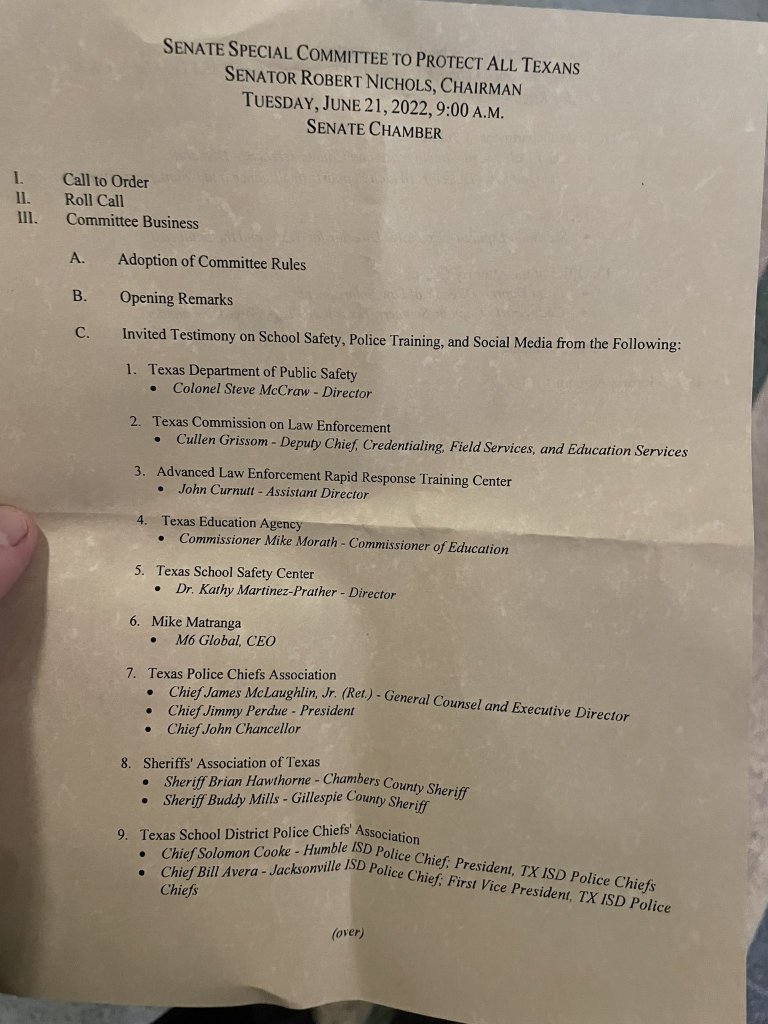 SENATE SPECIAL COMMITTEE TO PROTECT ALL TEXANS
SENATOR ROBERT NICHOLS, CHAIRMAN
TUESDAY, JUNE 21, 2022, 9:00 A.M.
SENATE CHAMBER
I. Call to Order
II. Roll Call
III. Committee Business
A. Adoption of Committee Rules
B. Opening Remarks
C. Invited Testimony on School Safety, Police Training, and Social Media from the Following:
1. Texas Department of Public Safety
• Colonel Steve McCraw - Director
2. Texas Commission on Law Enforcement
• Cullen Grissom - Deputy Chief, Credentialing, Field Services, and Education Services
3. Advanced Law Enforcement Rapid Response Training Center
• John Curnutt - Assistant Director
4. Texas Education Agency
• Commissioner Mike Morath - Commissioner of Education
5. Texas School Safety Center
• Dr. Kathy Martinez-Prather - Director
6. Mike Matranga
• M6 Global, CEO
7. Texas Police Chiefs Association
• Chief James McLaughlin, Jr. (Ret.) - General Counsel and Executive Director
• Chief Jimmy Perdue - President
• Chief John Chancellor
8. Sheriffs' Association of Texas
• Sheriff Brian Hawthorne - Chambers County Sheriff
• Sheriff Buddy Mills - Gillespie County Sheriff
9. Texas School District Police Chiefs' Association
• Chief Solomon Cooke - Humble ISD Police Chief; President, TX ISD Police Chiefs
• Chief Bill Avera - Jacksonville ISD Police Chief; First Vice President, TX ISD Police
Chiefs
(over)